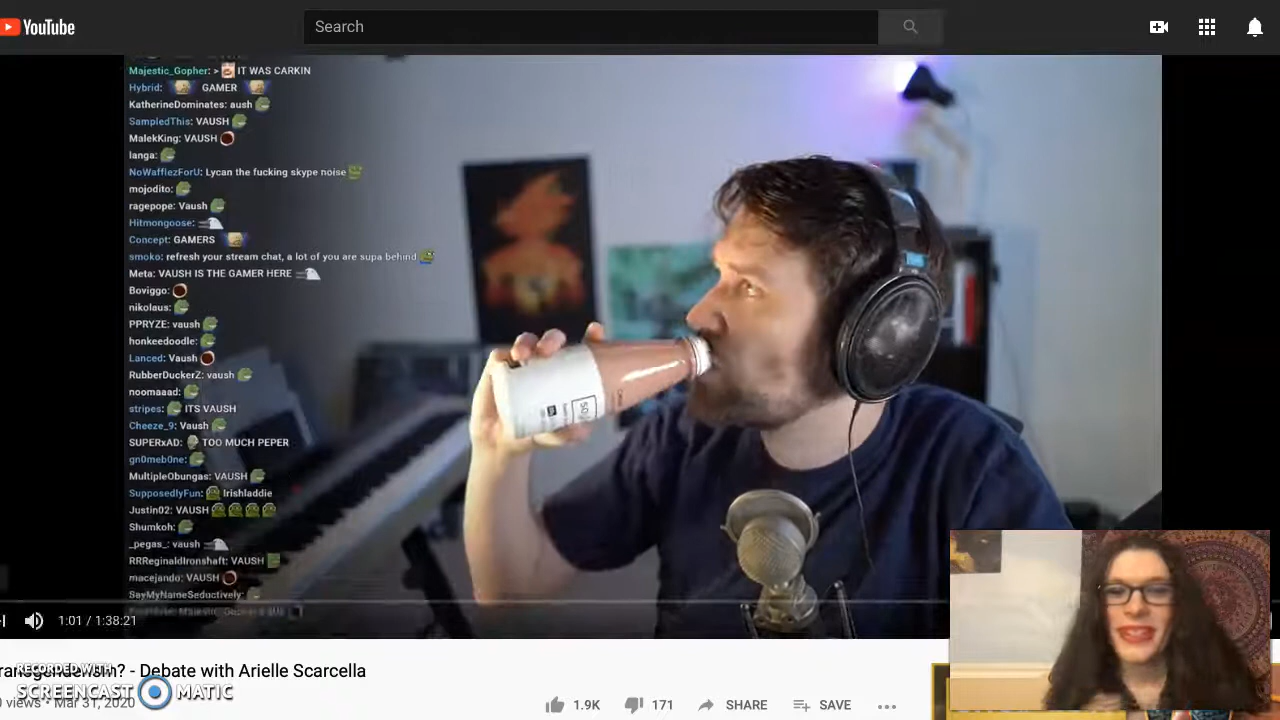 YouTube
Search
Majestic_Gopher: > IT WAS CARKIN
Hybrid: GAMER
KatherineDominates: aush
SampledThis: VAUSH
MalekKing: VAUSH
langa:
NoWafflezForU: Lycan the fucking skype noise
mojodito:
ragepope: Vaush
Hitmongoose:
Concept: GAMERS
smoko: refresh your stream chat, a lot of you are supa behind
Meta: VAUSH IS THE GAMER HERE
Boviggo:
nikolaus:
PPRYZE: vaush
honkeedoodle:
Lanced: Vaush
RubberDuckerZ: vaush
noomaaad:
stripes: ITS VAUSH
Cheeze_9: Vaush
SUPERxAD: TOO MUCH PEPER
gn0meb0ne:
MultipleObungas: VAUSH
SupposedlyFun: Irishladdie
Justin02: VAUSH
Shumkoh:
_pegas_: vaush
RRReginaldIronshaft: VAUSH
macejando: VAUSH
SayMyNameSeductively:
1:01 / 1:38:21
ransgenderism? - Debate with Arielle Scarcella
RECORDED WITH
SCREENCAST MATIC
views • Mar 31, 2020
1.9K
171
SHARE
SAVE